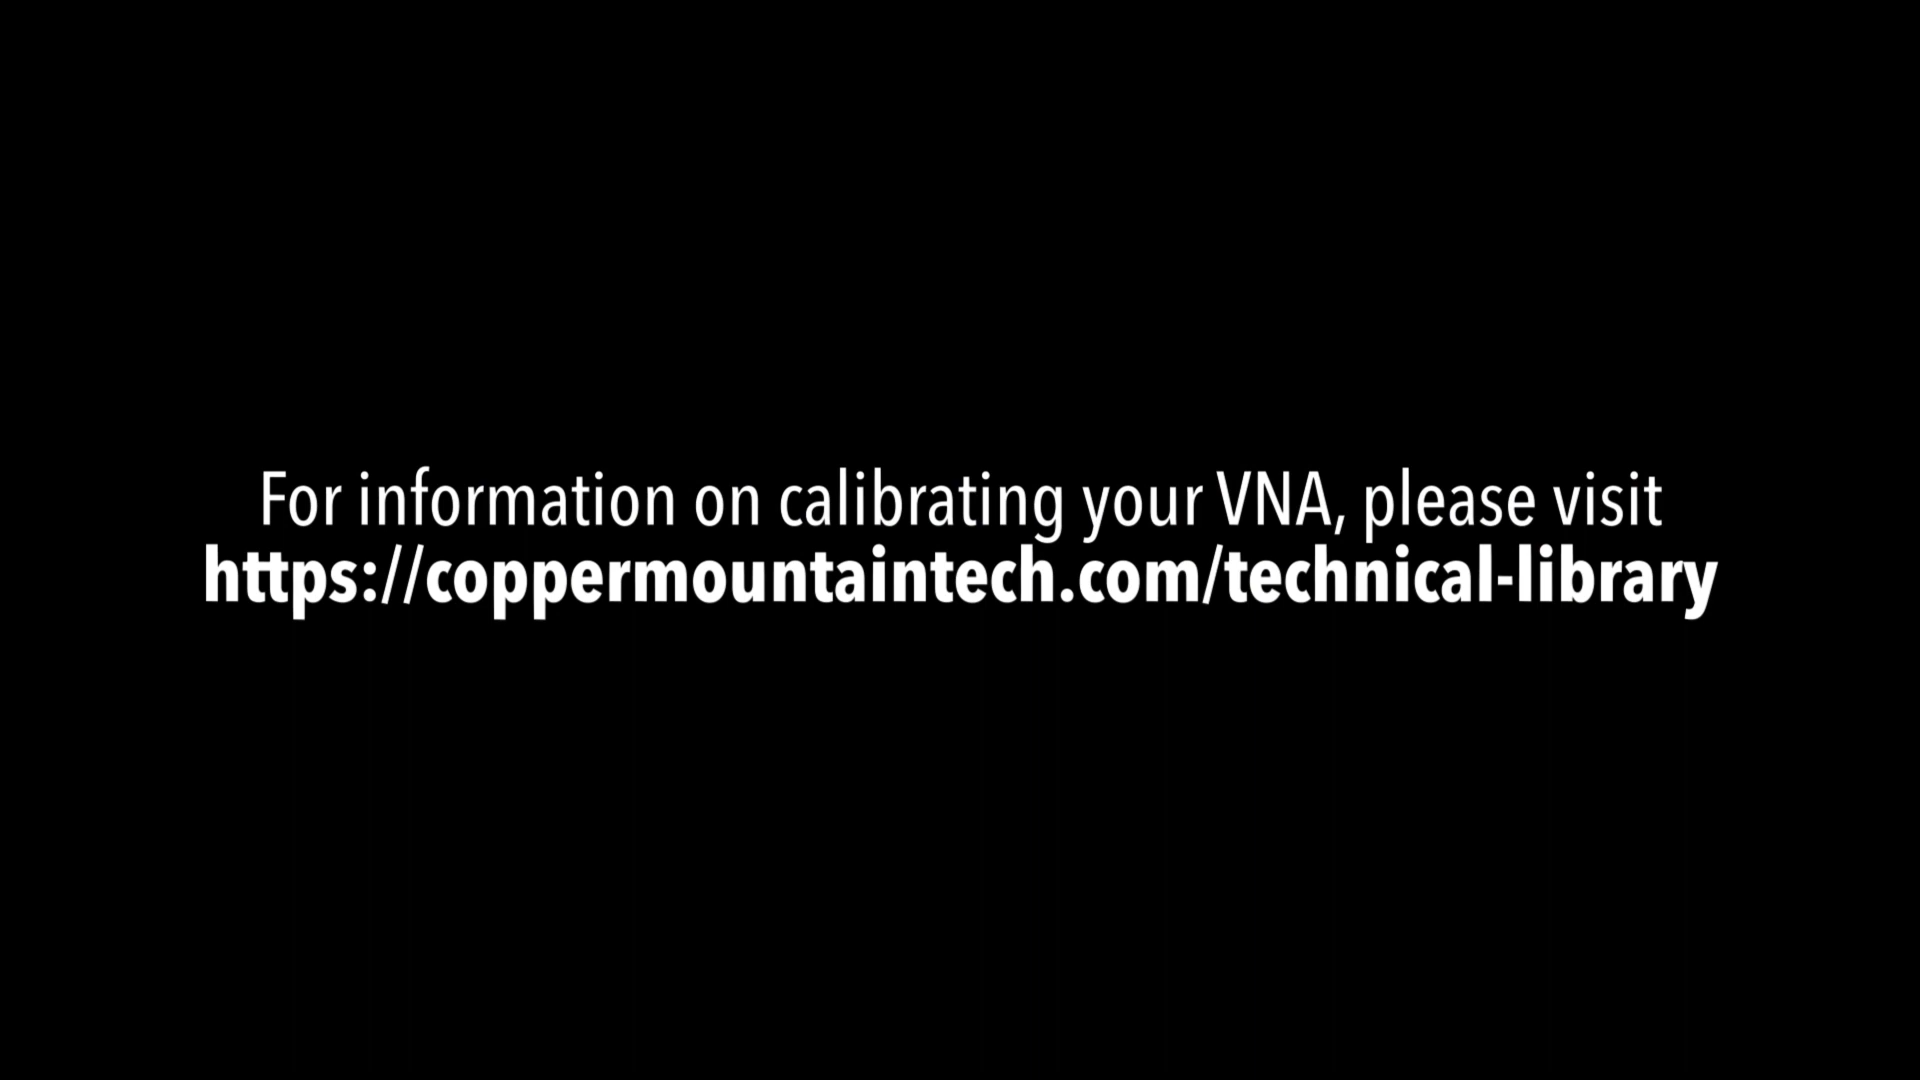 For information on calibrating your VNA, please visit
https://coppermountaintech.com/technical-library